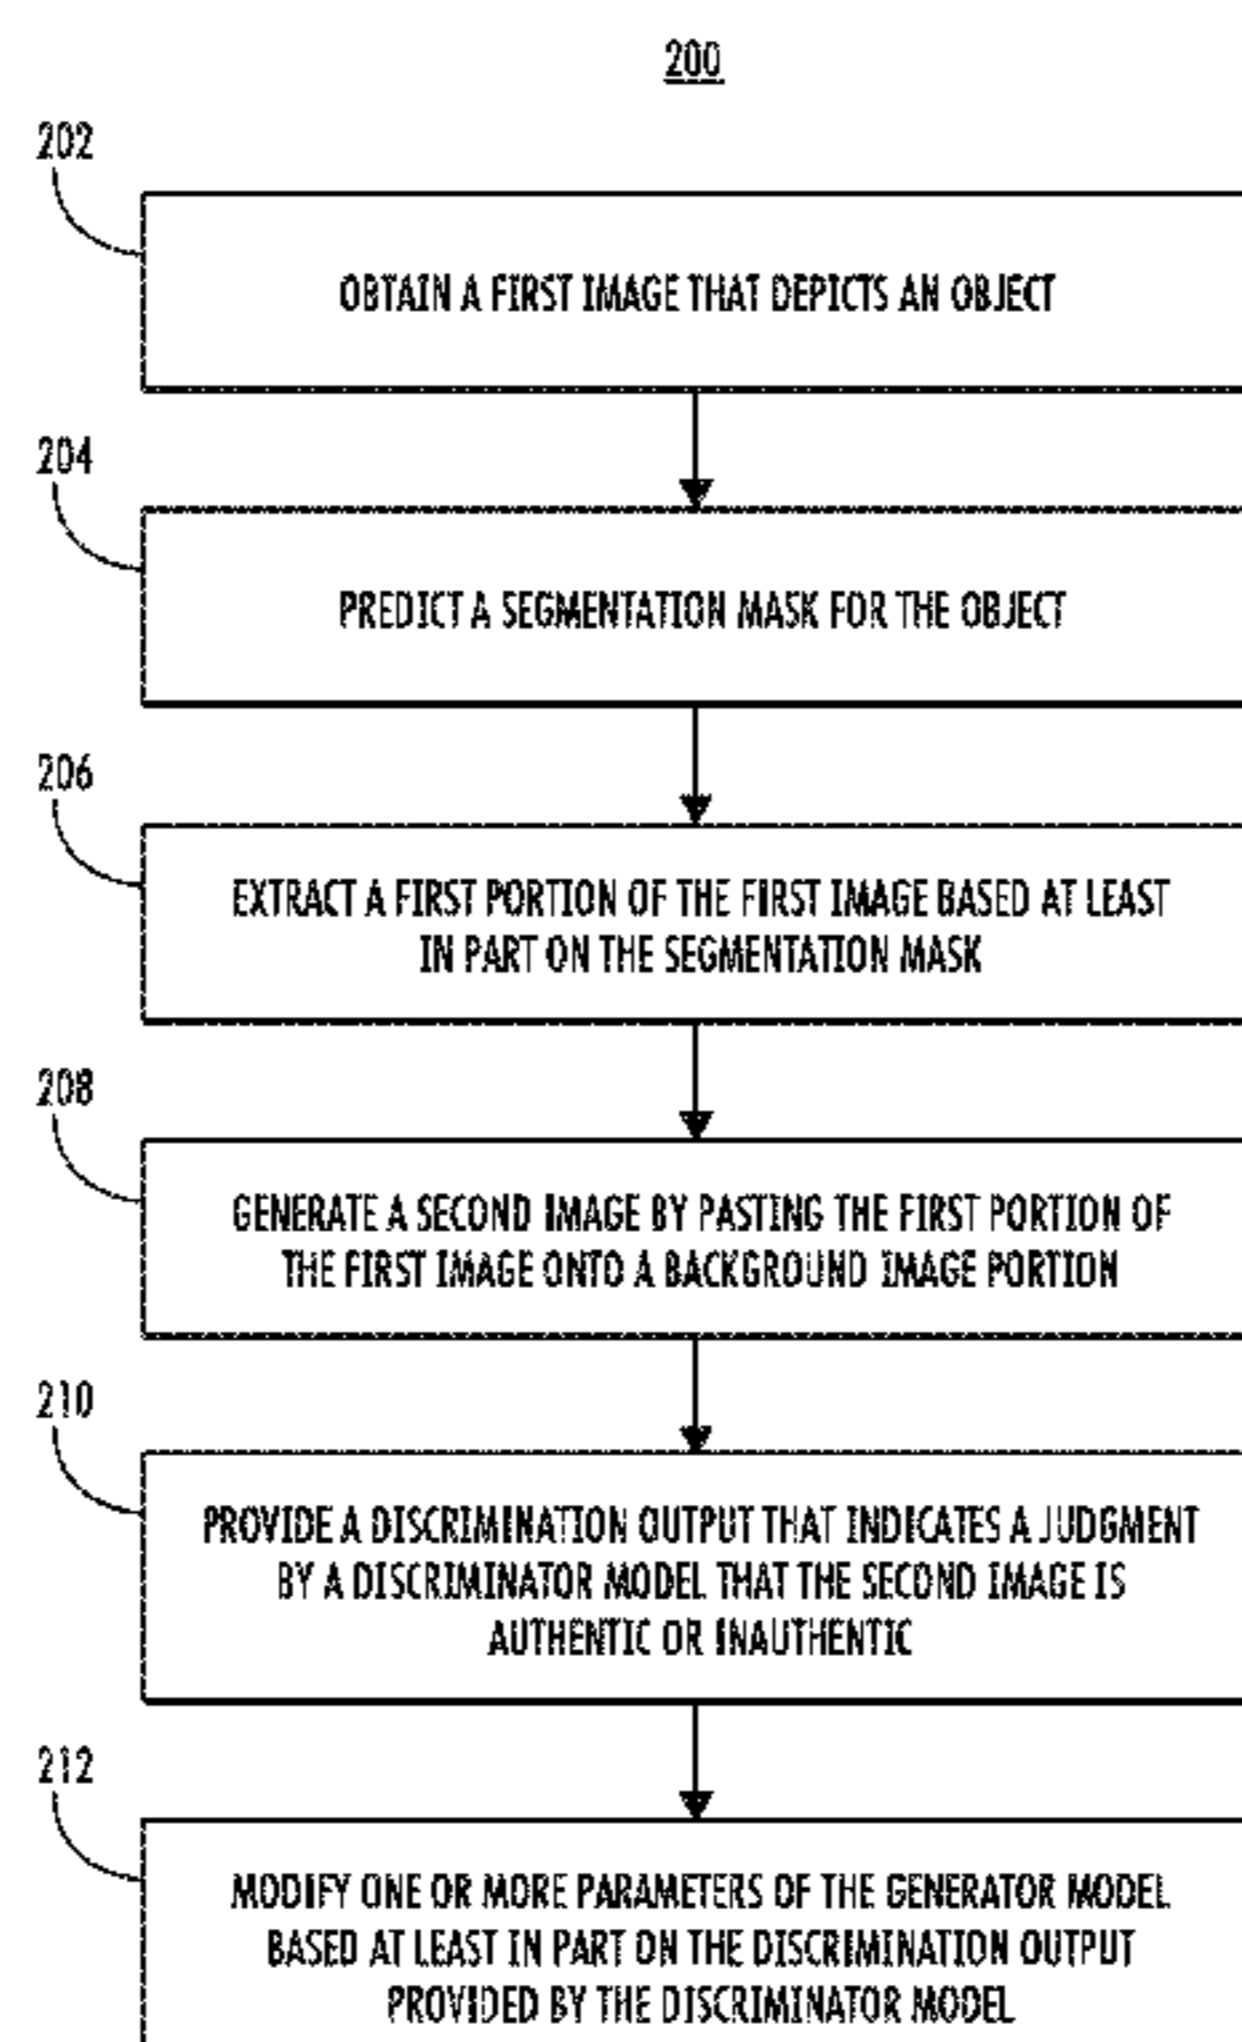 200
202
OBTAIN A FIRST IMAGE THAT DEPICTS AN OBJECT
204
PREDICT A SEGMENTATION MASK FOR THE OBJECT
206
EXTRACT A FIRST PORTION OF THE FIRST IMAGE BASED AT LEAST
IN PART ON THE SEGMENTATION MASK
208
GENERATE A SECOND IMAGE BY PASTING THE FIRST PORTION OF
THE FIRST IMAGE ONTO A BACKGROUND IMAGE PORTION
210
PROVIDE A DISCRIMINATION OUTPUT THAT INDICATES A JUDGMENT
BY A DISCRIMINATOR MODEL THAT THE SECOND IMAGE IS
AUTHENTIC OR INAUTHENTIC
212
MODIFY ONE OR MORE PARAMETERS OF THE GENERATOR MODEL
BASED AT LEAST IN PART ON THE DISCRIMINATION OUTPUT
PROVIDED BY THE DISCRIMINATOR MODEL